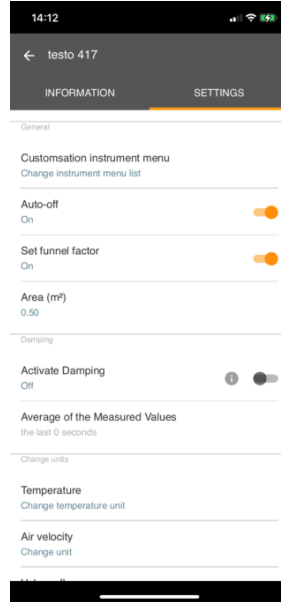 14:12
testo 417
INFORMATION SETTINGS
General
Customsation instrument menu
Change instrument menu list
Auto-off
On
Set funnel factor
On
Area (m²)
0.50
Damping
Activate Damping
Off
Average of the Measured Values
the last 0 seconds
Change units
Temperature
Change temperature unit
Air velocity
Change unit